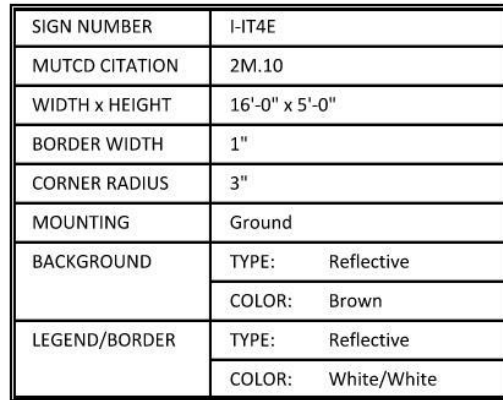 SIGN NUMBER I-IT4E
MUTCD CITATION 2M.10
WIDTH x HEIGHT 16'-0" x 5'-0"
BORDER WIDTH 1"
CORNER RADIUS 3"
MOUNTING Ground
BACKGROUND TYPE: Reflective
COLOR: Brown
LEGEND/BORDER TYPE: Reflective
COLOR: White/White